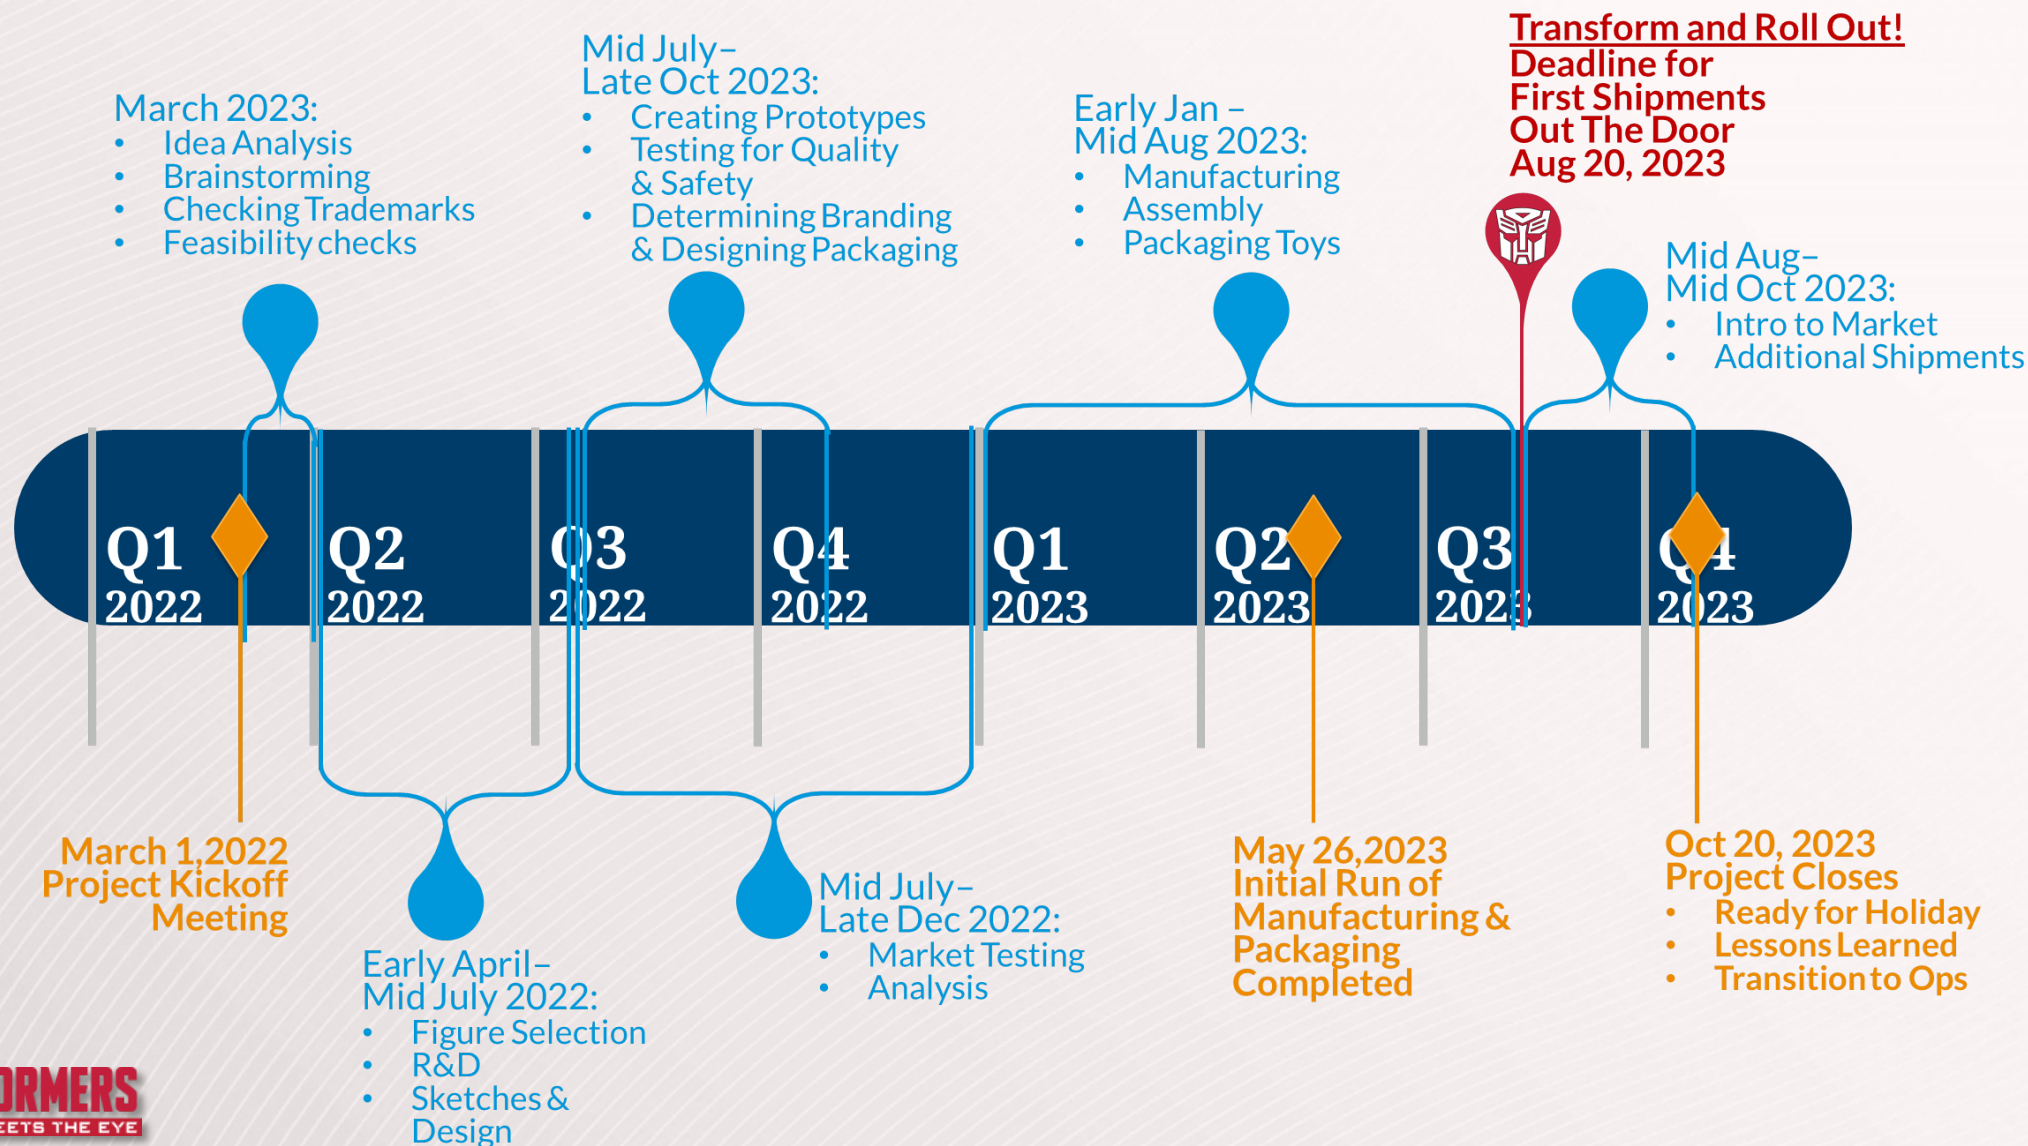 March 2023:
• Idea Analysis
• Brainstorming
• Checking Trademarks
• Feasibility checks
Mid July–
Late Oct 2023:
• Creating Prototypes
• Testing for Quality
& Safety
• Determining Branding
& Designing Packaging
Early Jan –
Mid Aug 2023:
• Manufacturing
• Assembly
• Packaging Toys
Transform and Roll Out!
Deadline for
First Shipments
Out The Door
Aug 20, 2023
Mid Aug–
Mid Oct 2023:
• Intro to Market
• Additional Shipments
Q1
2022
Q2
2022
Q3
2022
Q4
2022
Q1
2023
Q2
2023
Q3
2023
Q4
2023
March 1,2022
Project Kickoff
Meeting
Early April–
Mid July 2022:
• Figure Selection
• R&D
• Sketches &
Design
Mid July–
Late Dec 2022:
• Market Testing
• Analysis
May 26,2023
Initial Run of
Manufacturing &
Packaging
Completed
Oct 20, 2023
Project Closes
• Ready for Holiday
• Lessons Learned
• Transition to Ops
ORMERS
EETS THE EYE